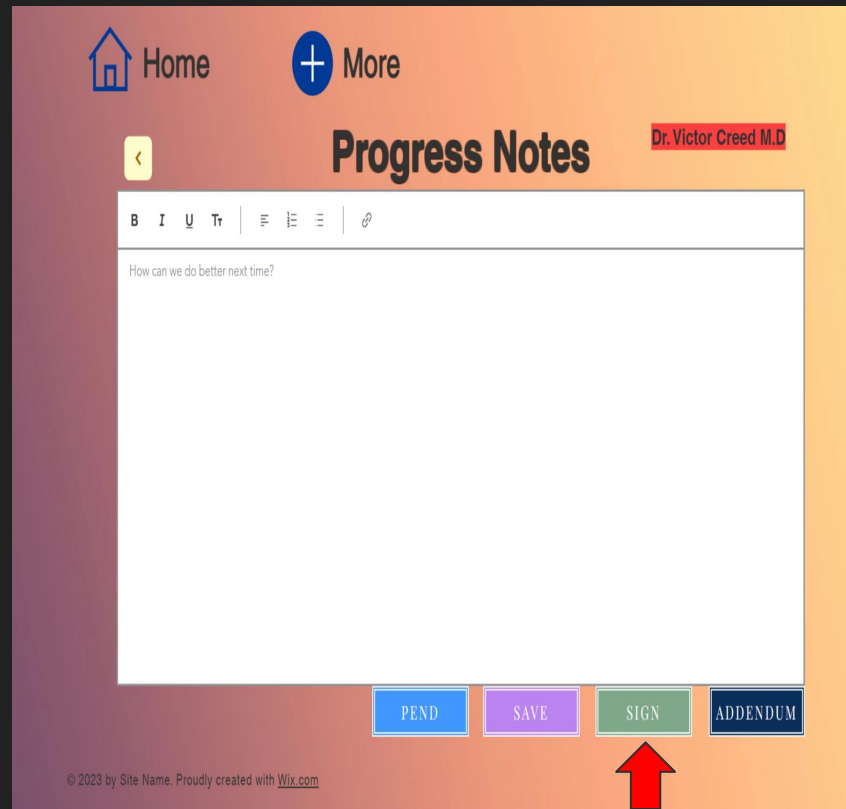 Home
More
Progress Notes
Dr. Victor Creed M.D
B I U TT
How can we do better next time?
PEND
SAVE
SIGN
ADDENDUM
© 2023 by Site Name. Proudly created with Wix.com